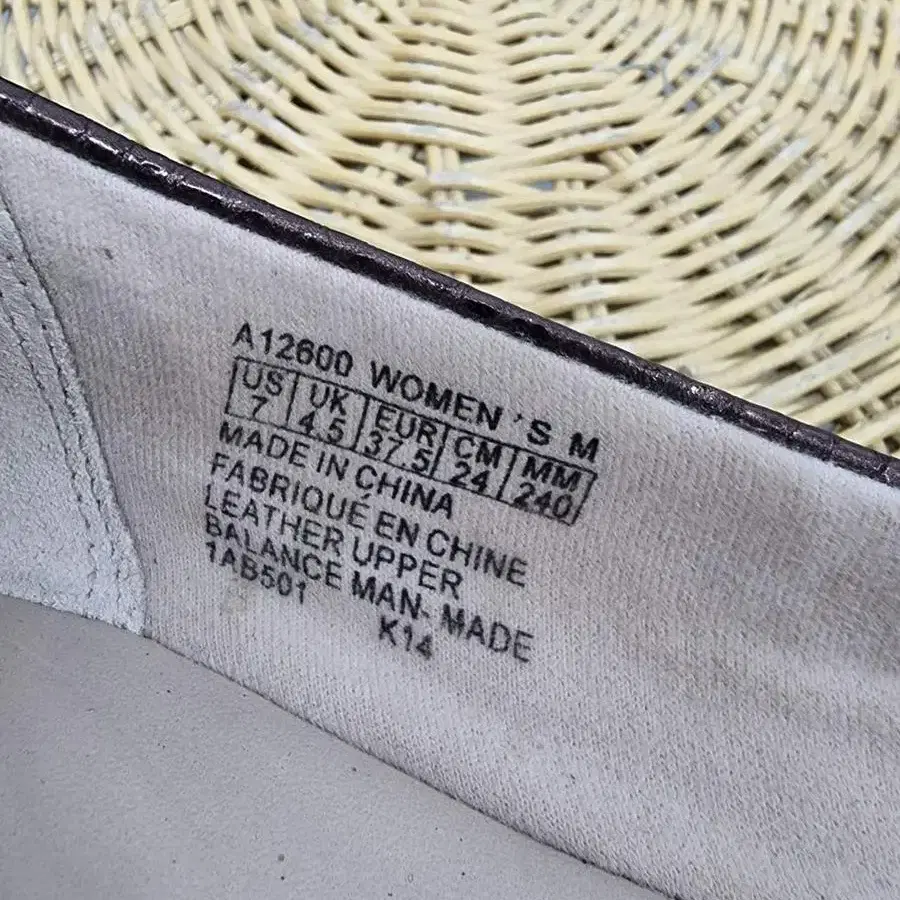 A12600 WOMEN'S M
US UK EUR CM MM
7 4.5 37.5 24 240
MADE IN CHINA
FABRIQUÉ EN CHINE
LEATHER UPPER
BALANCE MAN- MADE
1AB501
K14